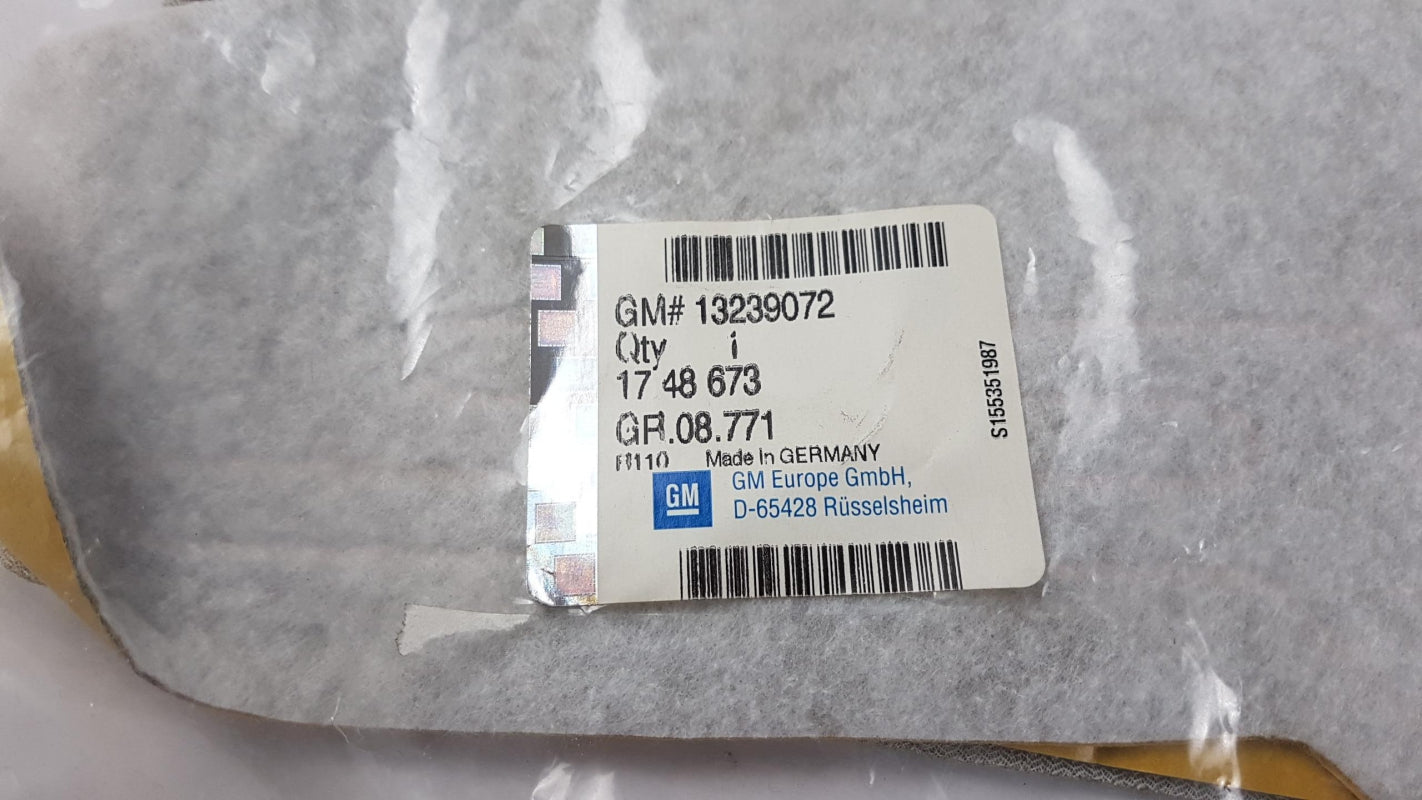 GM# 13239072
Qty 1
17 48 673
GR.08.771
Made In GERMANY
GM
GM Europe GmbH,
D-65428 Rüsselsheim
S155351987